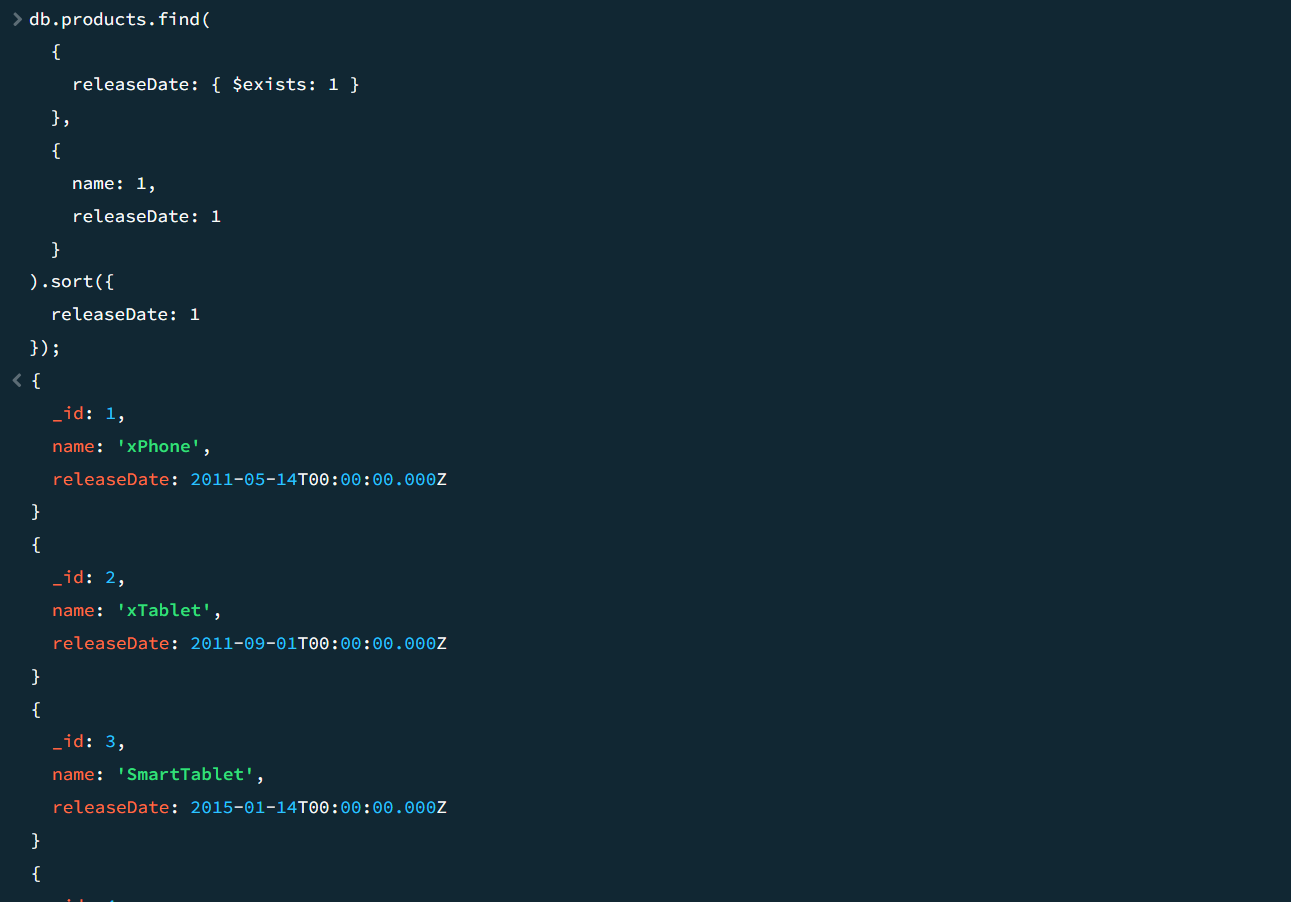 db.products.find(
{
releaseDate: { $exists: 1 }
},
{
name: 1,
releaseDate: 1
}
).sort({
releaseDate: 1
});
{
_id: 1,
name: 'xPhone',
releaseDate: 2011-05-14T00:00:00.000Z
}
{
_id: 2,
name: 'xTablet',
releaseDate: 2011-09-01T00:00:00.000Z
}
{
_id: 3,
name: 'SmartTablet',
releaseDate: 2015-01-14T00:00:00.000Z
}
{